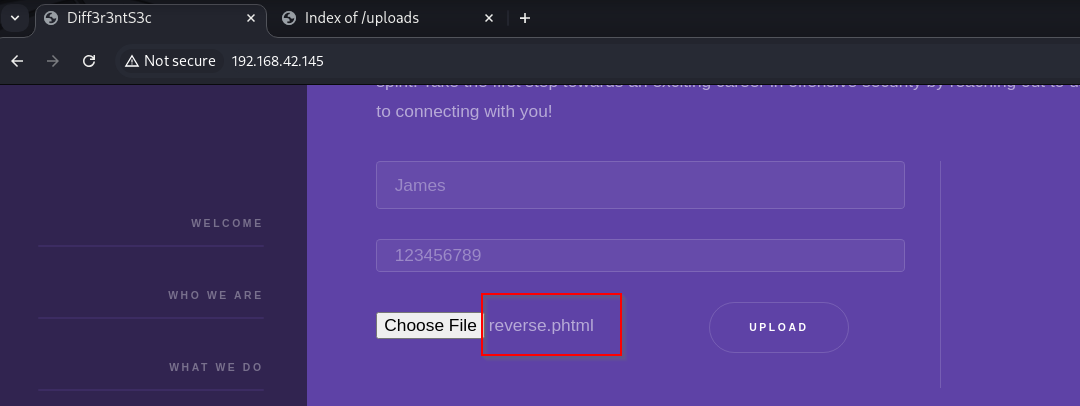 Diff3r3ntS3c
Index of /uploads
Not secure
192.168.42.145
to connecting with you!
James
WELCOME
123456789
WHO WE ARE
Choose File reverse.phtml
UPLOAD
WHAT WE DO